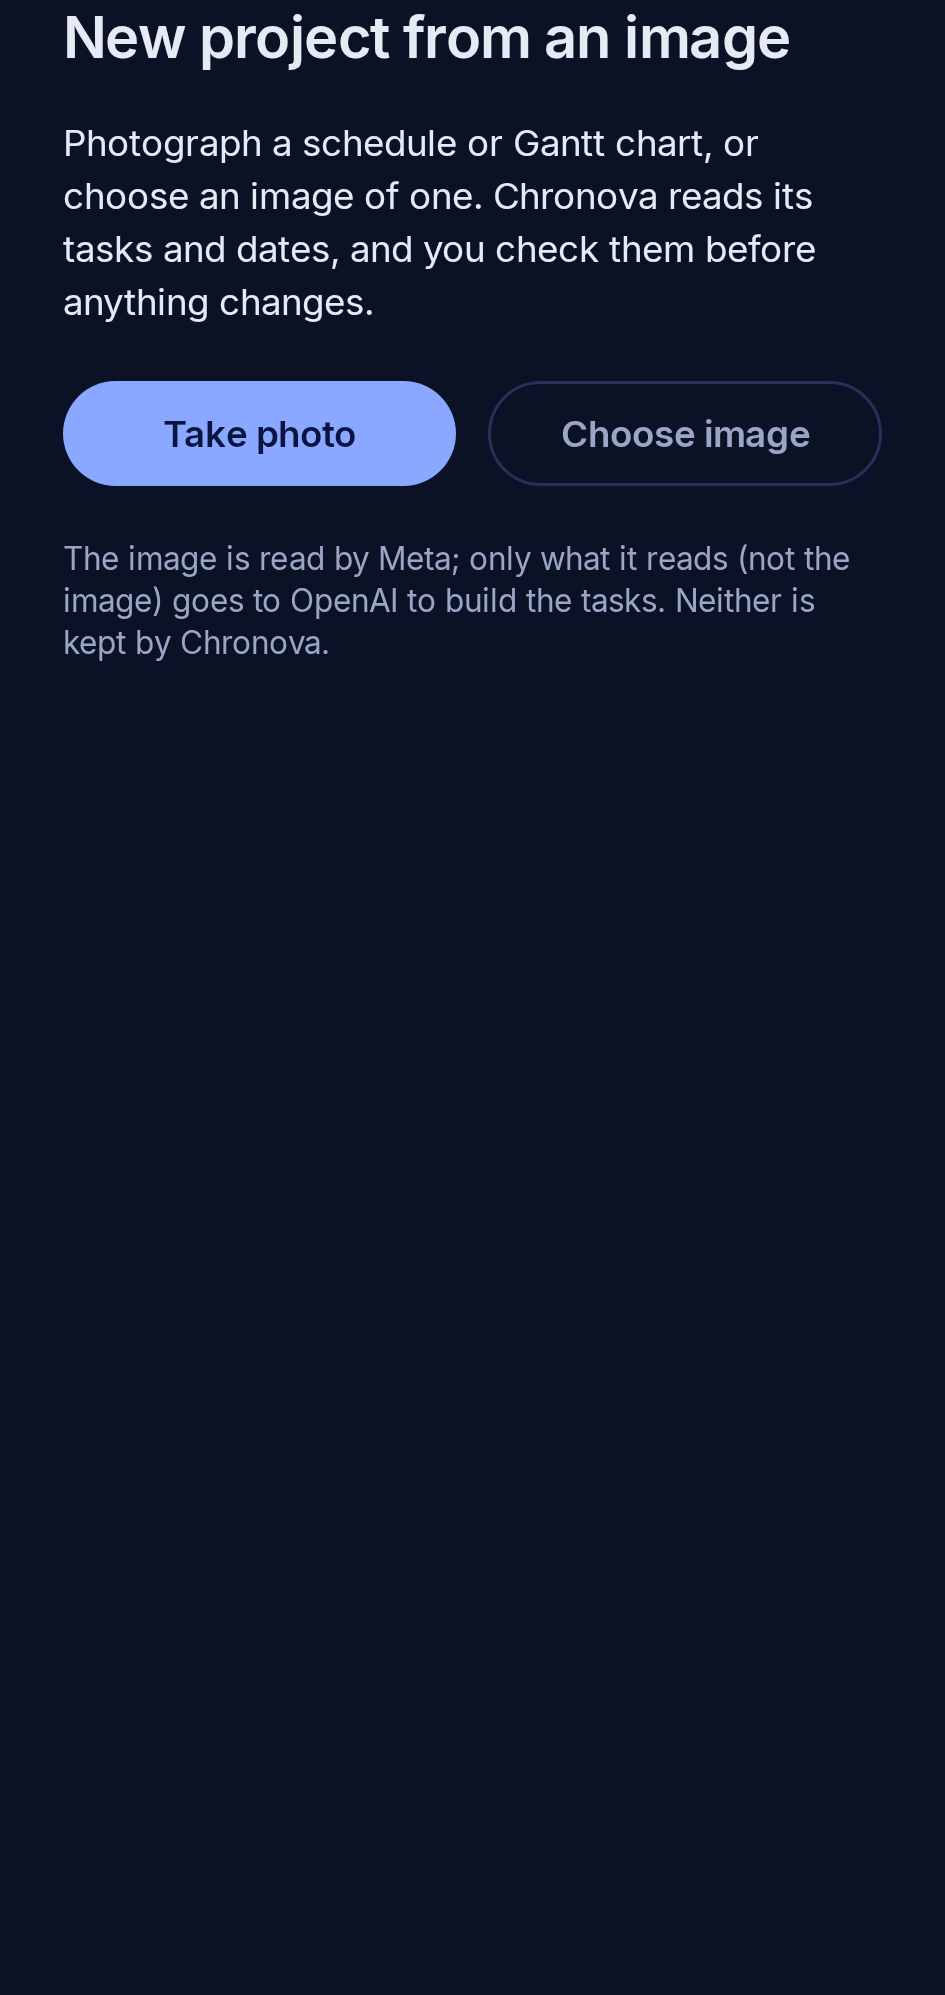 New project from an image
Photograph a schedule or Gantt chart, or
choose an image of one. Chronova reads its
tasks and dates, and you check them before
anything changes.
Take photo
Choose image
The image is read by Meta; only what it reads (not the
image) goes to OpenAI to build the tasks. Neither is
kept by Chronova.